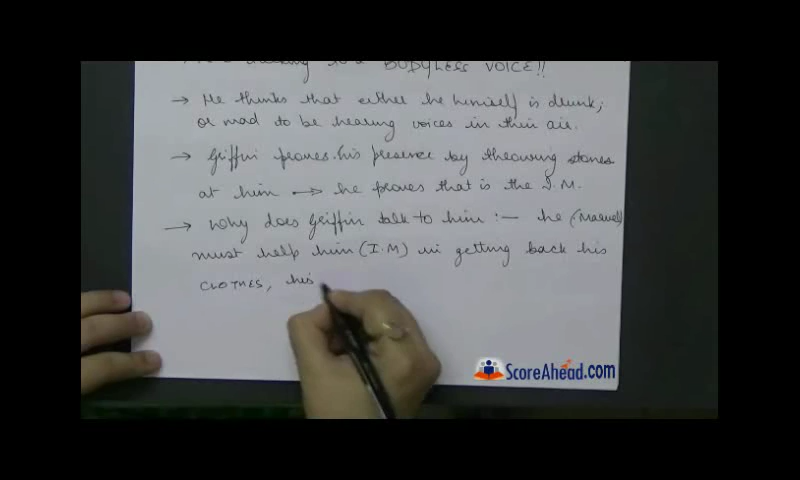 to a BODYLESS VOICE!!
→ He thinks that either he himself is drunk;
or mad to be hearing voices in thin air.
→ Griffin proves his presence by throwing stones
at him → he proves that is the I.M.
→ Why does Griffin talk to him :— he (Marvel)
must help him (I.M) in getting back his
CLOTHES, his
ScoreAhead.com